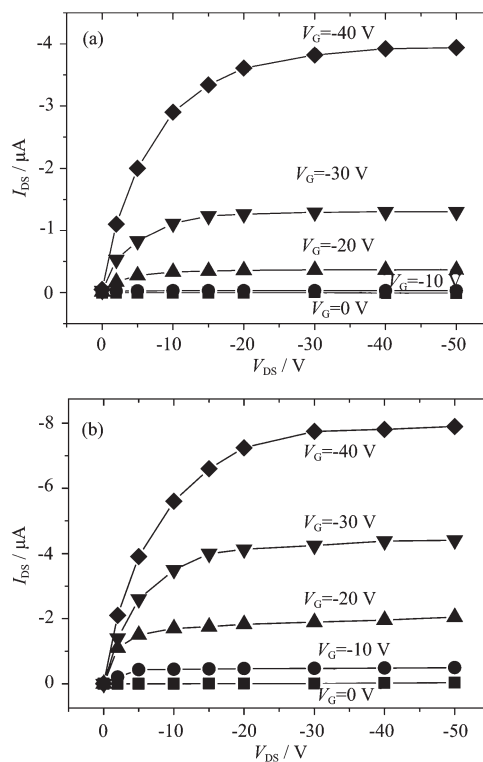 (a)
V_G=-40 V
V_G=-30 V
V_G=-20 V
V_G=-10 V
V_G=0 V
-4
-3
-2
-1
0
I_DS / μA
0 -10 -20 -30 -40 -50
V_DS / V
(b)
V_G=-40 V
V_G=-30 V
V_G=-20 V
V_G=-10 V
V_G=0 V
-8
-6
-4
-2
0
I_DS / μA
0 -10 -20 -30 -40 -50
V_DS / V